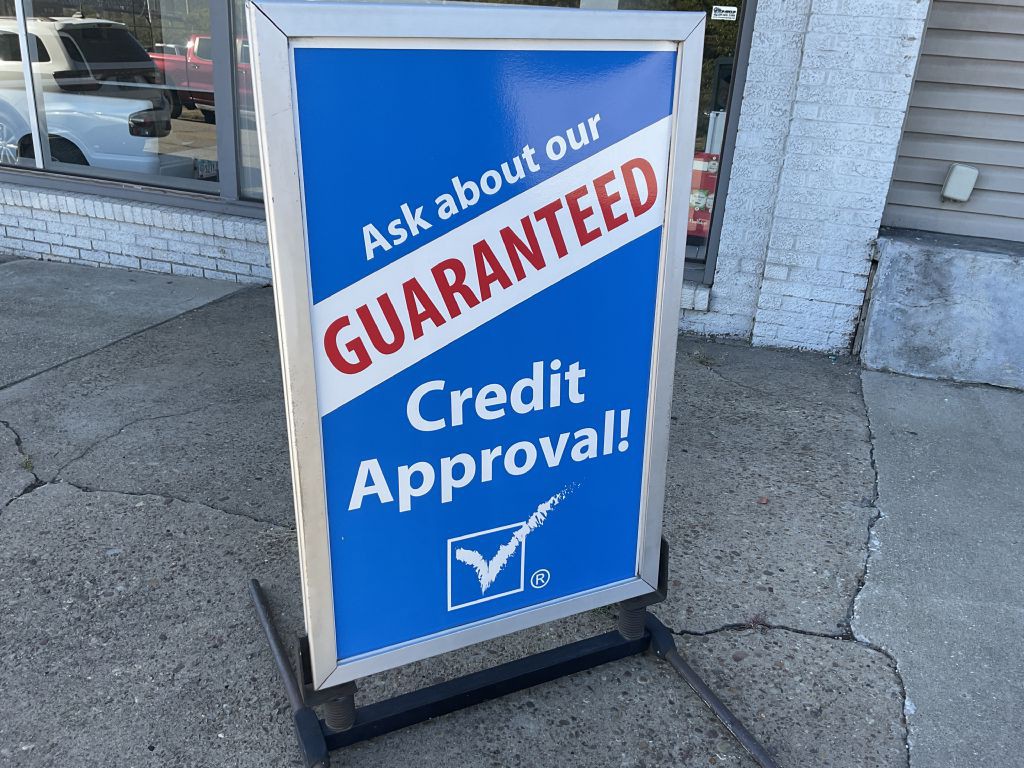 Ask about our
GUARANTEED
Credit
Approval!
®